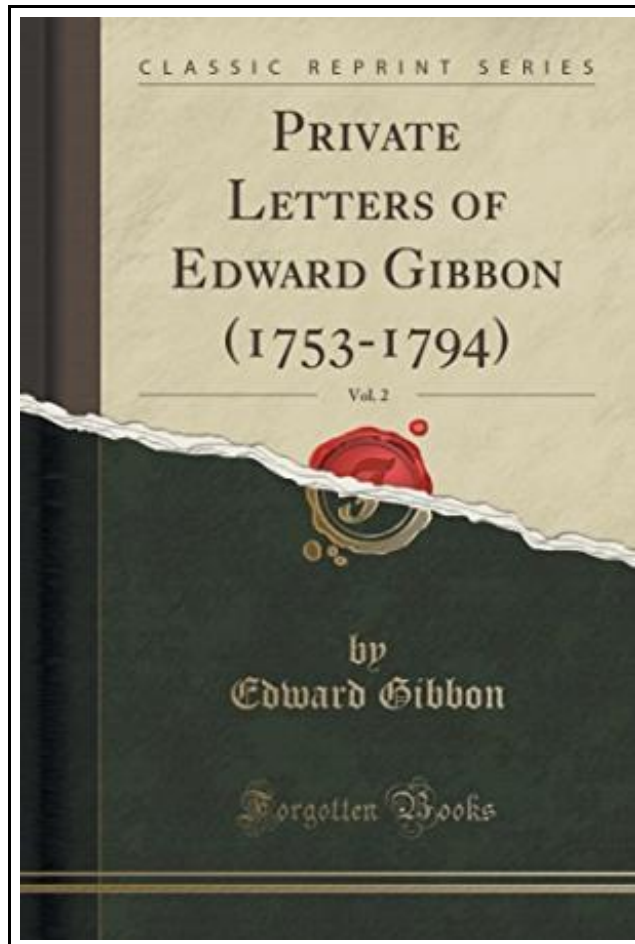 CLASSIC REPRINT SERIES
PRIVATE
LETTERS OF
EDWARD GIBBON
(1753-1794)
Vol. 2
by
Edward Gibbon
Forgotten Books